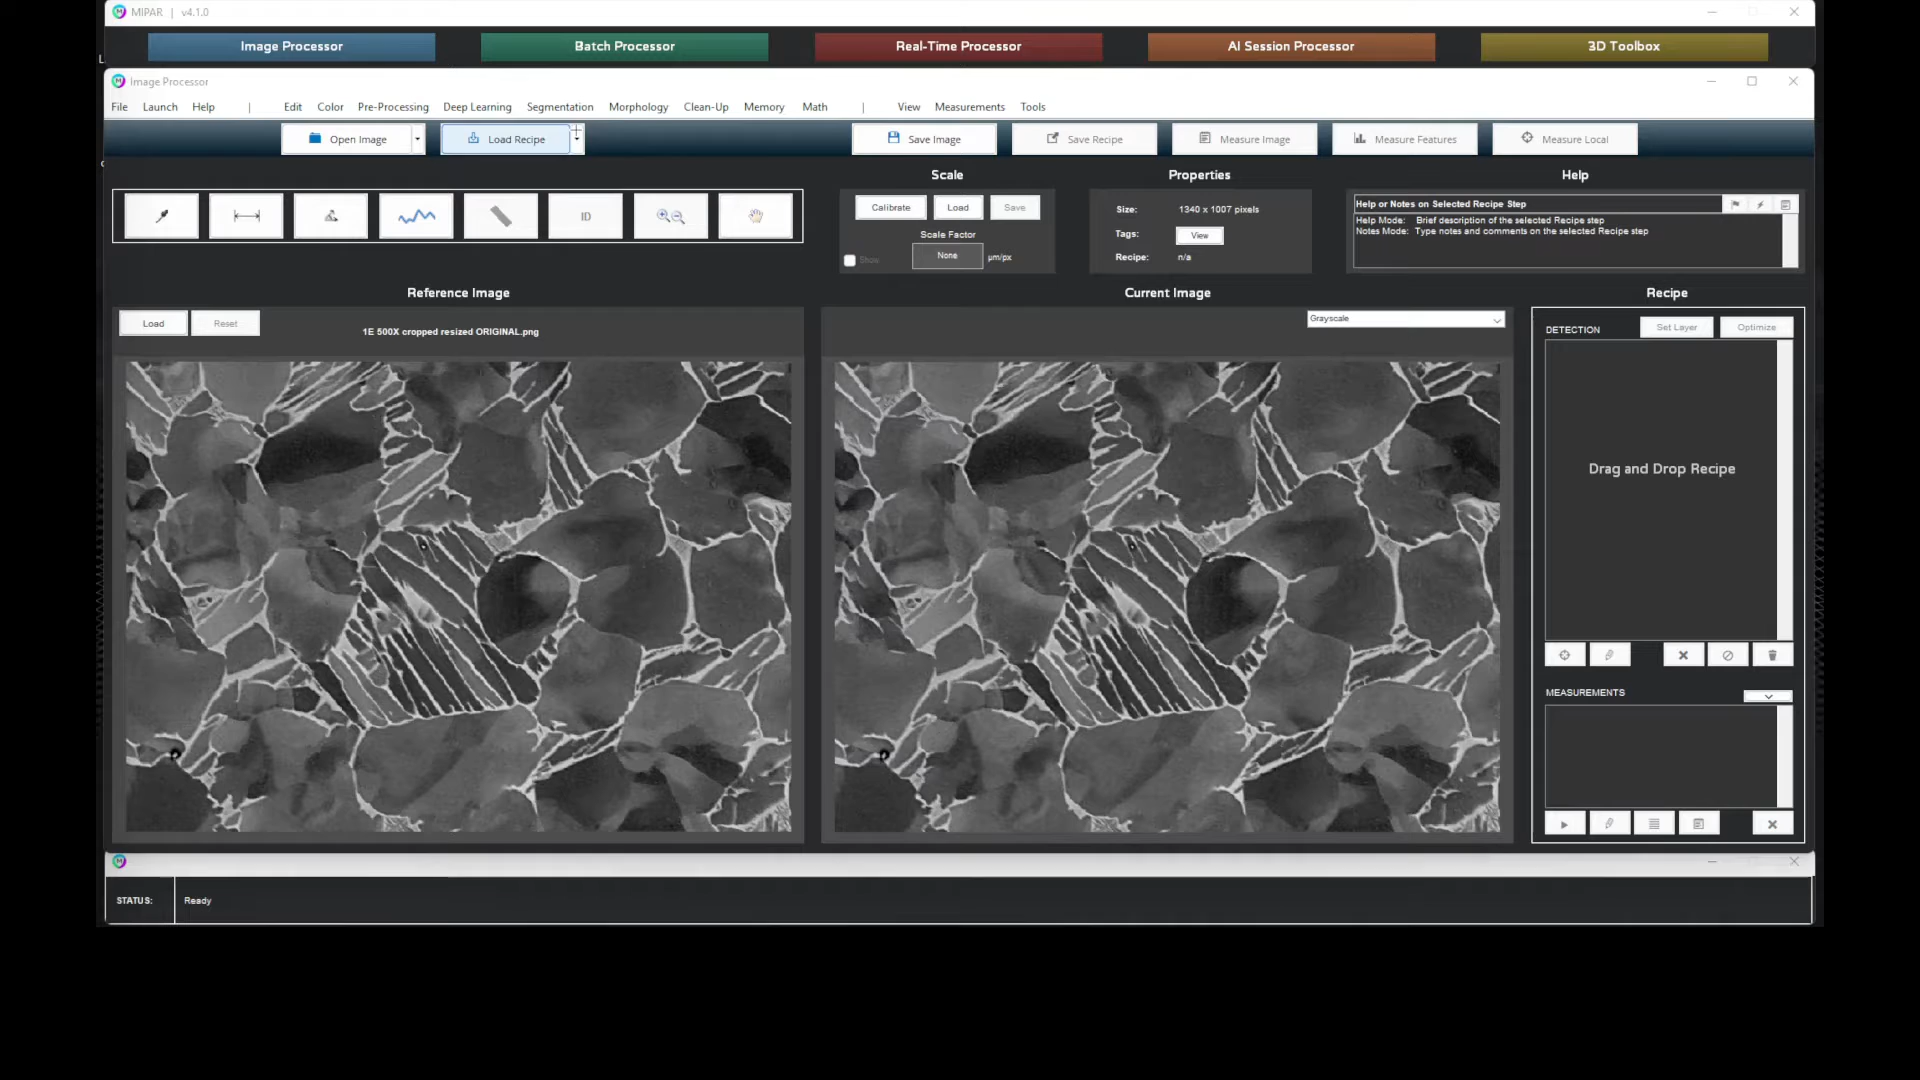 MIPAR | v4.1.0
Image Processor Batch Processor Real-Time Processor AI Session Processor 3D Toolbox
Image Processor
File Launch Help | Edit Color Pre-Processing Deep Learning Segmentation Morphology Clean-Up Memory Math | View Measurements Tools
Open Image Load Recipe Save Image Save Recipe Measure Image Measure Features Measure Local
Scale Properties Help
ID
Calibrate Load Save
Scale Factor
Show None µm/px
Size: 1340 x 1007 pixels
Tags: View
Recipe: n/a
Help or Notes on Selected Recipe Step
Help Mode: Brief description of the selected Recipe step
Notes Mode: Type notes and comments on the selected Recipe step
Reference Image Current Image Recipe
Load Reset 1E 500X cropped resized ORIGINAL.png
Grayscale
DETECTION Set Layer Optimize
Drag and Drop Recipe
MEASUREMENTS
STATUS: Ready